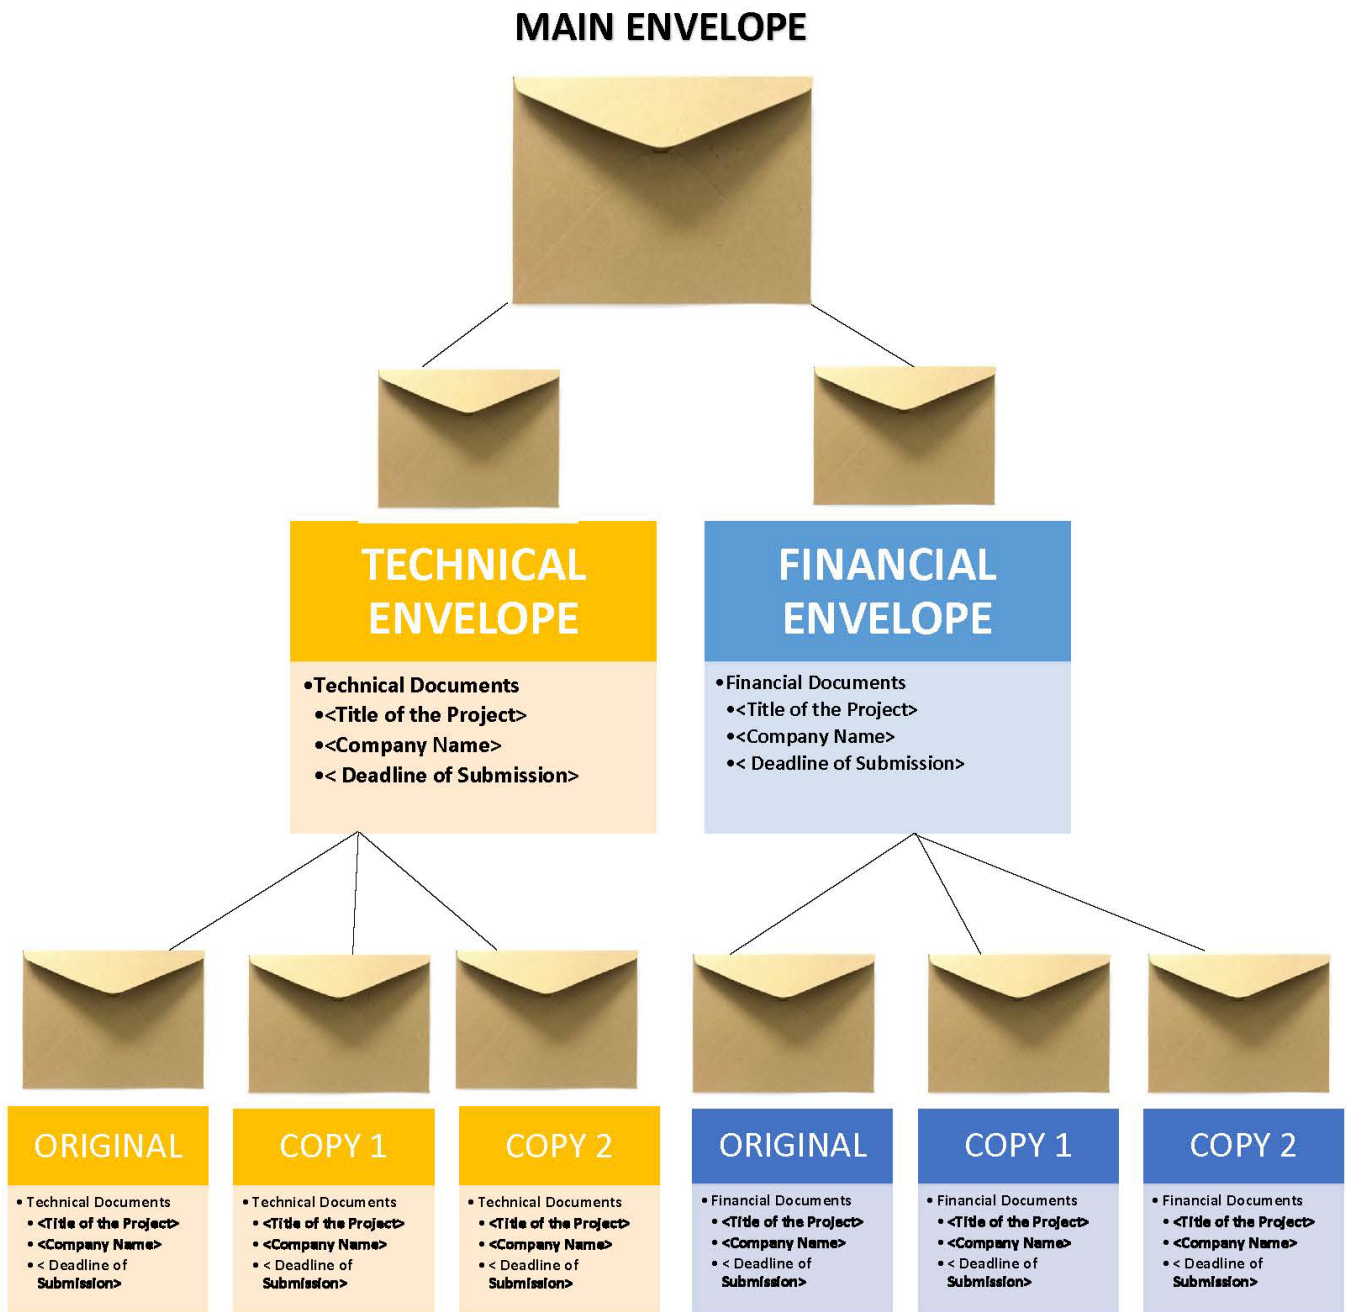 MAIN ENVELOPE
TECHNICAL
ENVELOPE
•Technical Documents
•<Title of the Project>
•<Company Name>
•< Deadline of Submission>
FINANCIAL
ENVELOPE
•Financial Documents
•<Title of the Project>
•<Company Name>
•< Deadline of Submission>
ORIGINAL
• Technical Documents
• <Title of the Project>
• <Company Name>
• < Deadline of
Submission>
COPY 1
• Technical Documents
• <Title of the Project>
• <Company Name>
• < Deadline of
Submission>
COPY 2
• Technical Documents
• <Title of the Project>
• <Company Name>
• < Deadline of
Submission>
ORIGINAL
• Financial Documents
• <Title of the Project>
• <Company Name>
• < Deadline of
Submission>
COPY 1
• Financial Documents
• <Title of the Project>
• <Company Name>
• < Deadline of
Submission>
COPY 2
• Financial Documents
• <Title of the Project>
• <Company Name>
• < Deadline of
Submission>